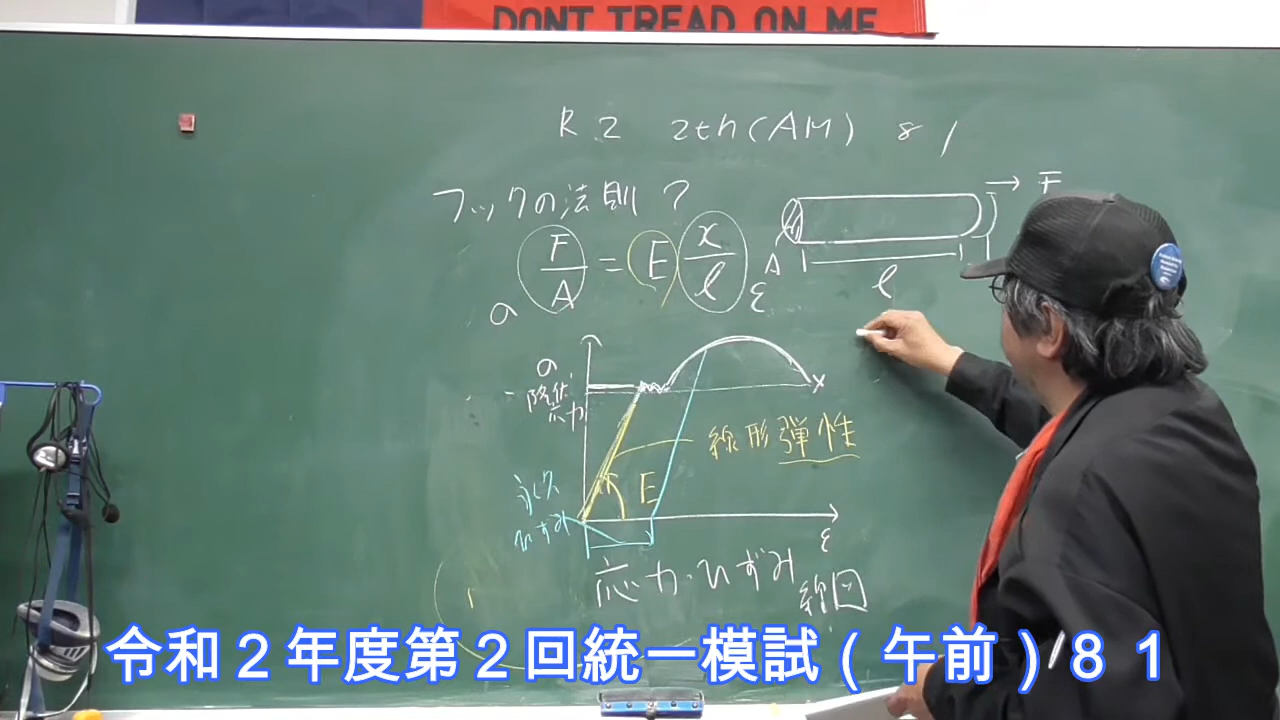 DONT TREAD ON ME
R2 2th(AM) 81
フックの法則?
F/A = E x/l
σ
ε
F
A
l
σ
降伏応力
線形弾性
E
永久ひずみ
ε
応力・ひずみ線図
令和2年度第2回統一模試(午前)81